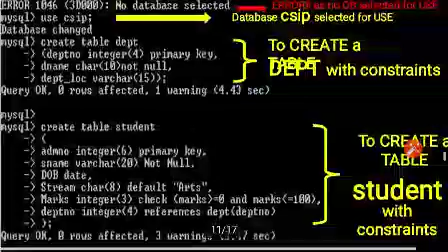 ERROR 1046 (3D000): No database selected
ERRORS as no DB selected for USE
mysql> use csip;
Database csip selected for USE
Database changed
mysql> create table dept
-> (deptno integer(4) primary key,
-> dname char(10)not null,
-> dept_loc varchar(15));
Query OK, 0 rows affected, 1 warning (4.43 sec)
To CREATE a
TABLE
DEPT with constraints
mysql>
mysql> create table student
-> (
-> admno integer(6) primary key,
-> sname varchar(20) Not Null,
-> DOB date,
-> Stream char(8) default "Arts",
-> Marks integer(3) check (marks>=0 and marks<=100),
-> deptno integer(4) references dept(deptno)
-> );
Query OK, 0 rows affected, 3 warnings
To CREATE a
TABLE
student
with
constraints
11/17